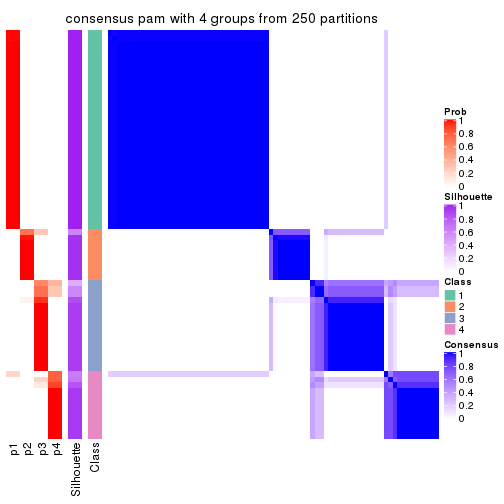 consensus pam with 4 groups from 250 partitions
Prob
1
0.8
0.6
0.4
0.2
0
Silhouette
1
0.8
0.6
0.4
0.2
0
Class
1
2
3
4
Consensus
1
0.8
0.6
0.4
0.2
0
p1
p2
p3
p4
Silhouette
Class